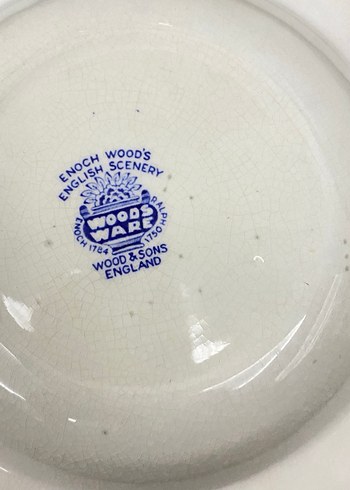 ENOCH WOOD'S
ENGLISH SCENERY
WOODS
WARE
ENOCH 1784
RALPH 1750
WOOD & SONS
ENGLAND